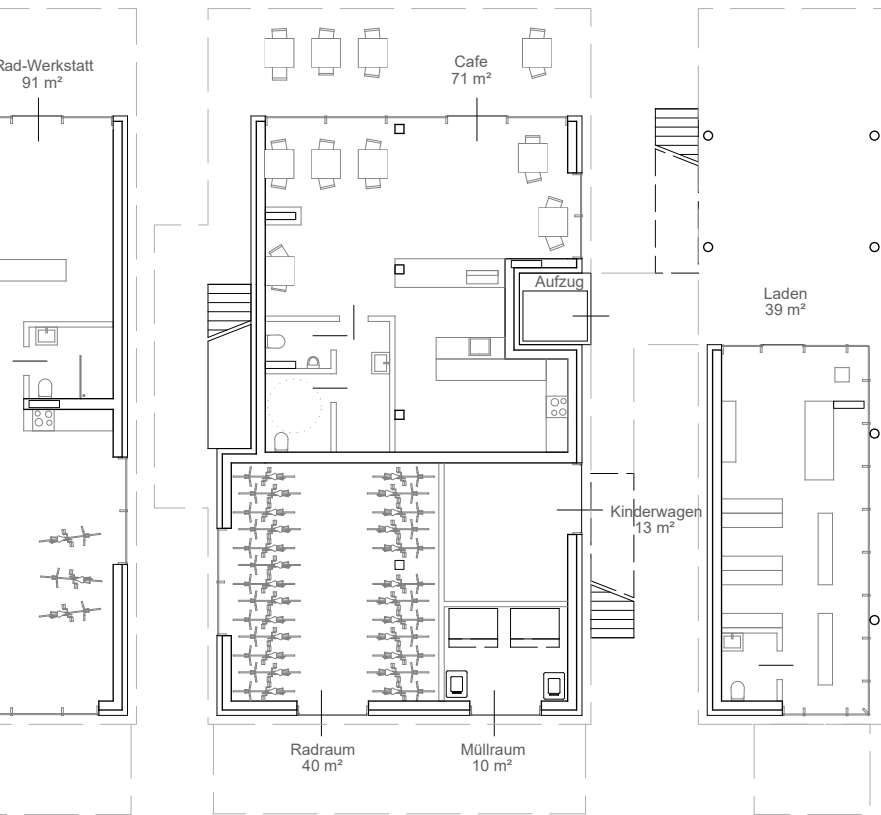 Rad-Werkstatt
91 m²
Cafe
71 m²
Aufzug
Laden
39 m²
Kinderwagen
13 m²
Radraum
40 m²
Müllraum
10 m²